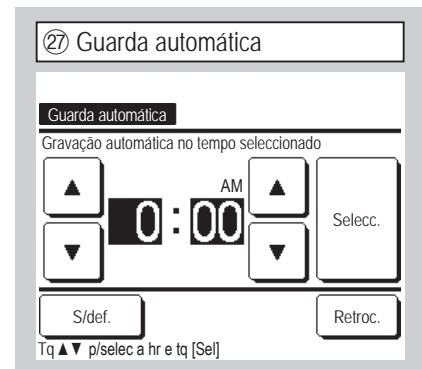 ㉗ Guarda automática
Guarda automática
Gravação automática no tempo seleccionado
▲ AM ▲
0 : 00 Selecc.
▼ ▼
S/def. Retroc.
Tq ▲▼ p/selec a hr e tq [Sel]